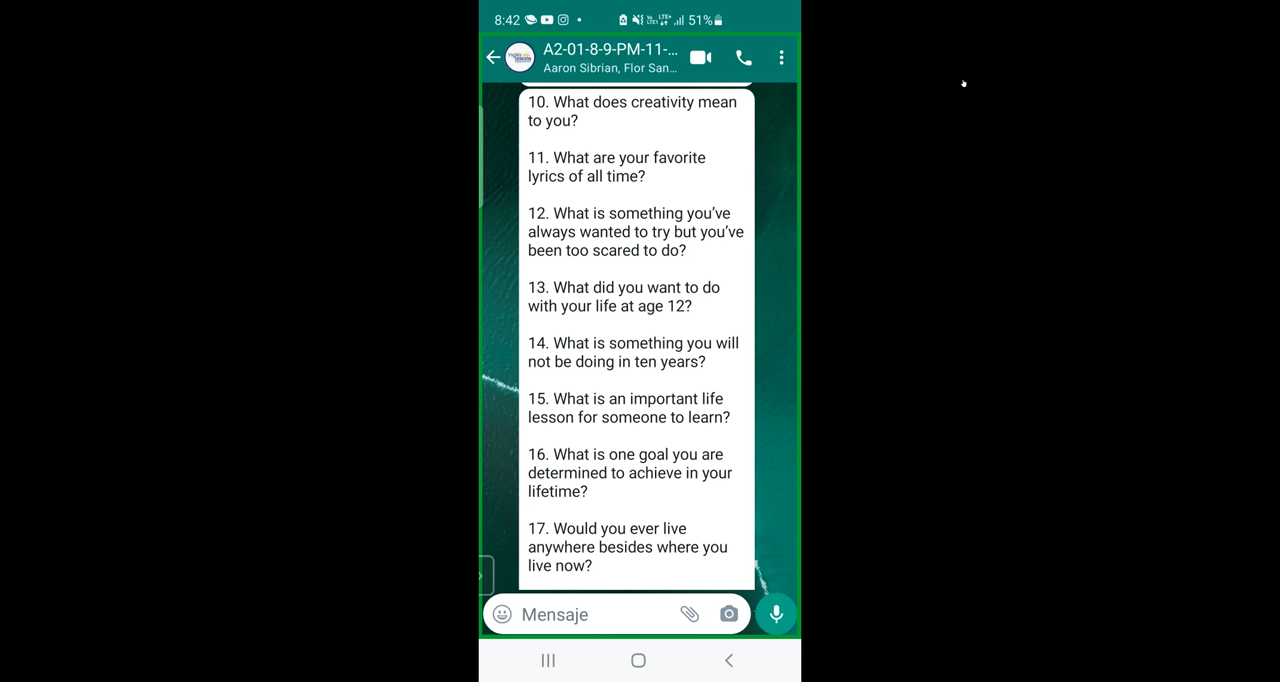 8:42
51%
A2-01-8-9-PM-11-...
Aaron Sibrian, Flor San...
10. What does creativity mean
to you?
11. What are your favorite
lyrics of all time?
12. What is something you've
always wanted to try but you've
been too scared to do?
13. What did you want to do
with your life at age 12?
14. What is something you will
not be doing in ten years?
15. What is an important life
lesson for someone to learn?
16. What is one goal you are
determined to achieve in your
lifetime?
17. Would you ever live
anywhere besides where you
live now?
Mensaje